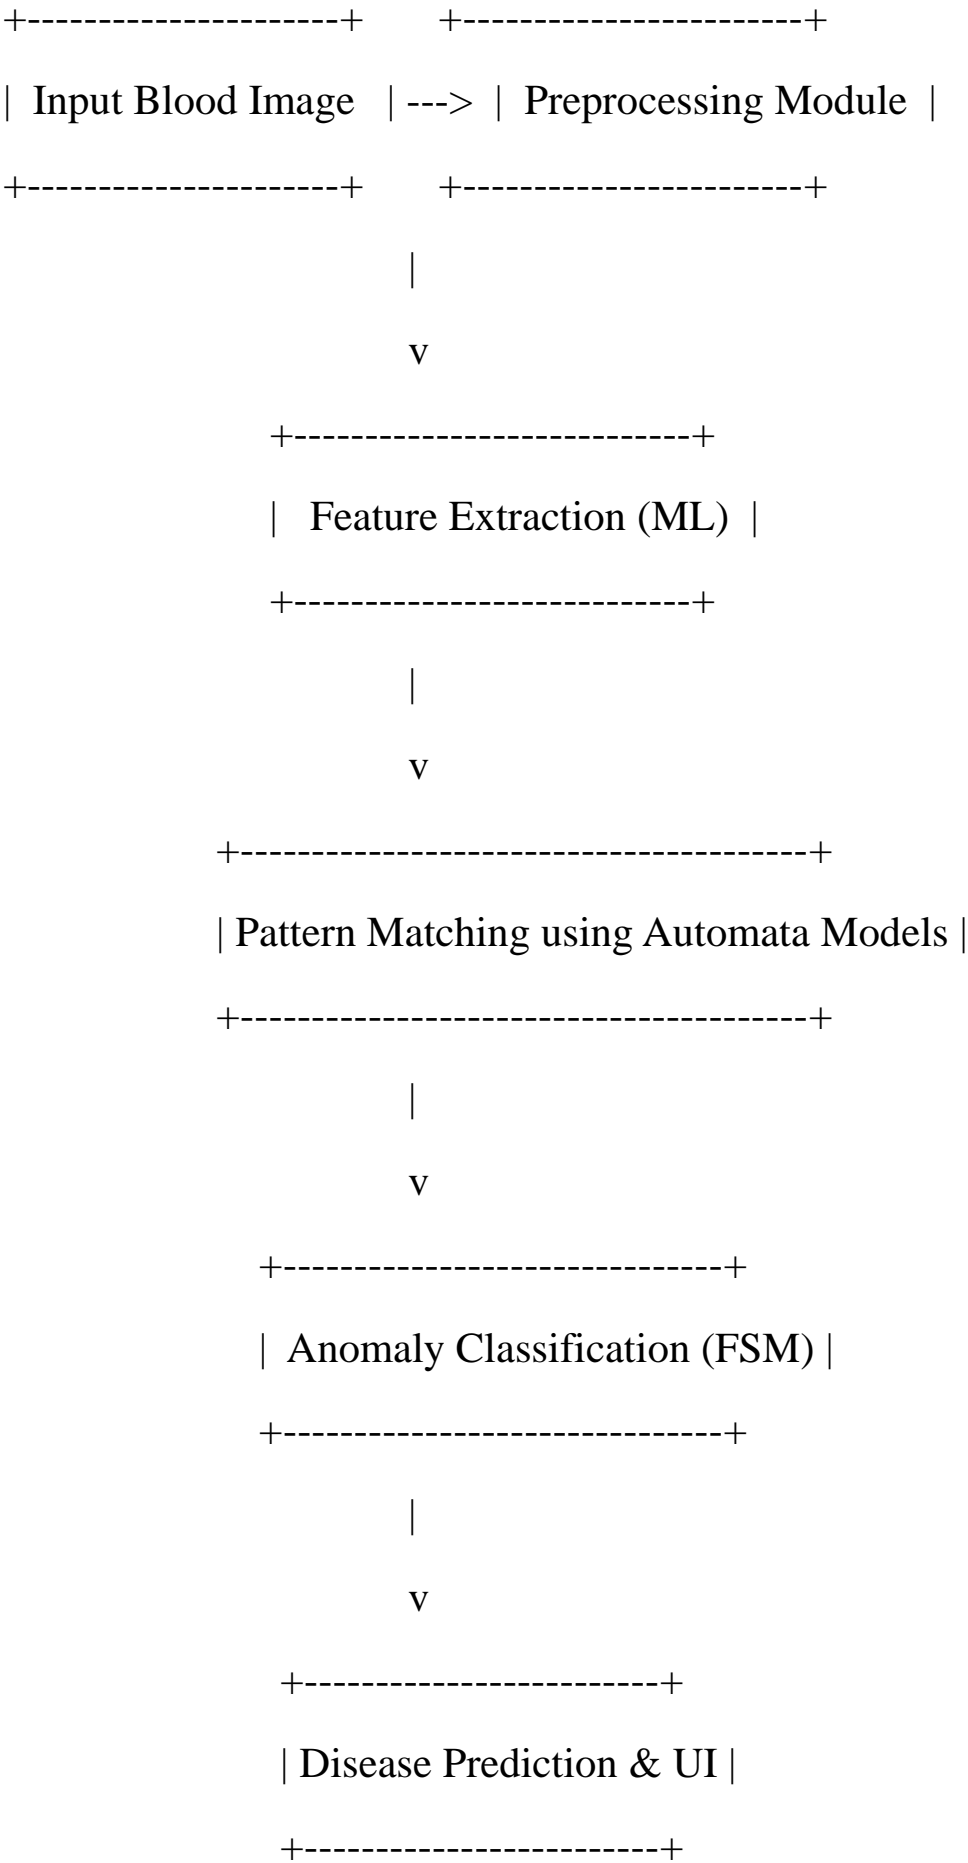 +----------------------+     +------------------------+
|  Input Blood Image   | ---> |  Preprocessing Module  |
+----------------------+     +------------------------+
|
v
+----------------------------+
|   Feature Extraction (ML)  |
+----------------------------+
|
v
+----------------------------------------+
| Pattern Matching using Automata Models |
+----------------------------------------+
|
v
+-------------------------------+
|  Anomaly Classification (FSM) |
+-------------------------------+
|
v
+-------------------------+
| Disease Prediction & UI |
+-------------------------+